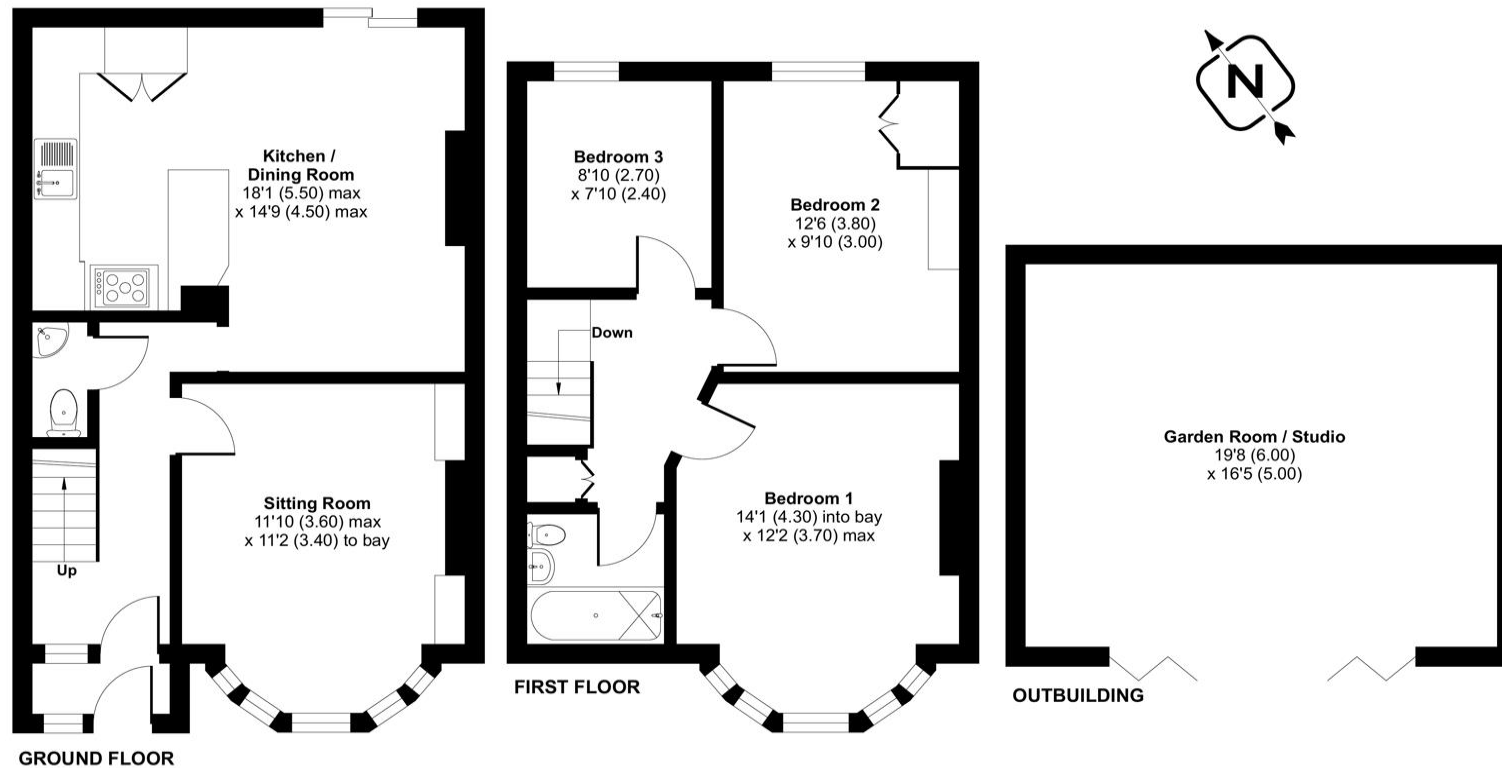 Kitchen /
Dining Room
18'1 (5.50) max
x 14'9 (4.50) max
Sitting Room
11'10 (3.60) max
x 11'2 (3.40) to bay
Up
GROUND FLOOR
Bedroom 3
8'10 (2.70)
x 7'10 (2.40)
Bedroom 2
12'6 (3.80)
x 9'10 (3.00)
Down
Bedroom 1
14'1 (4.30) into bay
x 12'2 (3.70) max
FIRST FLOOR
N
Garden Room / Studio
19'8 (6.00)
x 16'5 (5.00)
OUTBUILDING